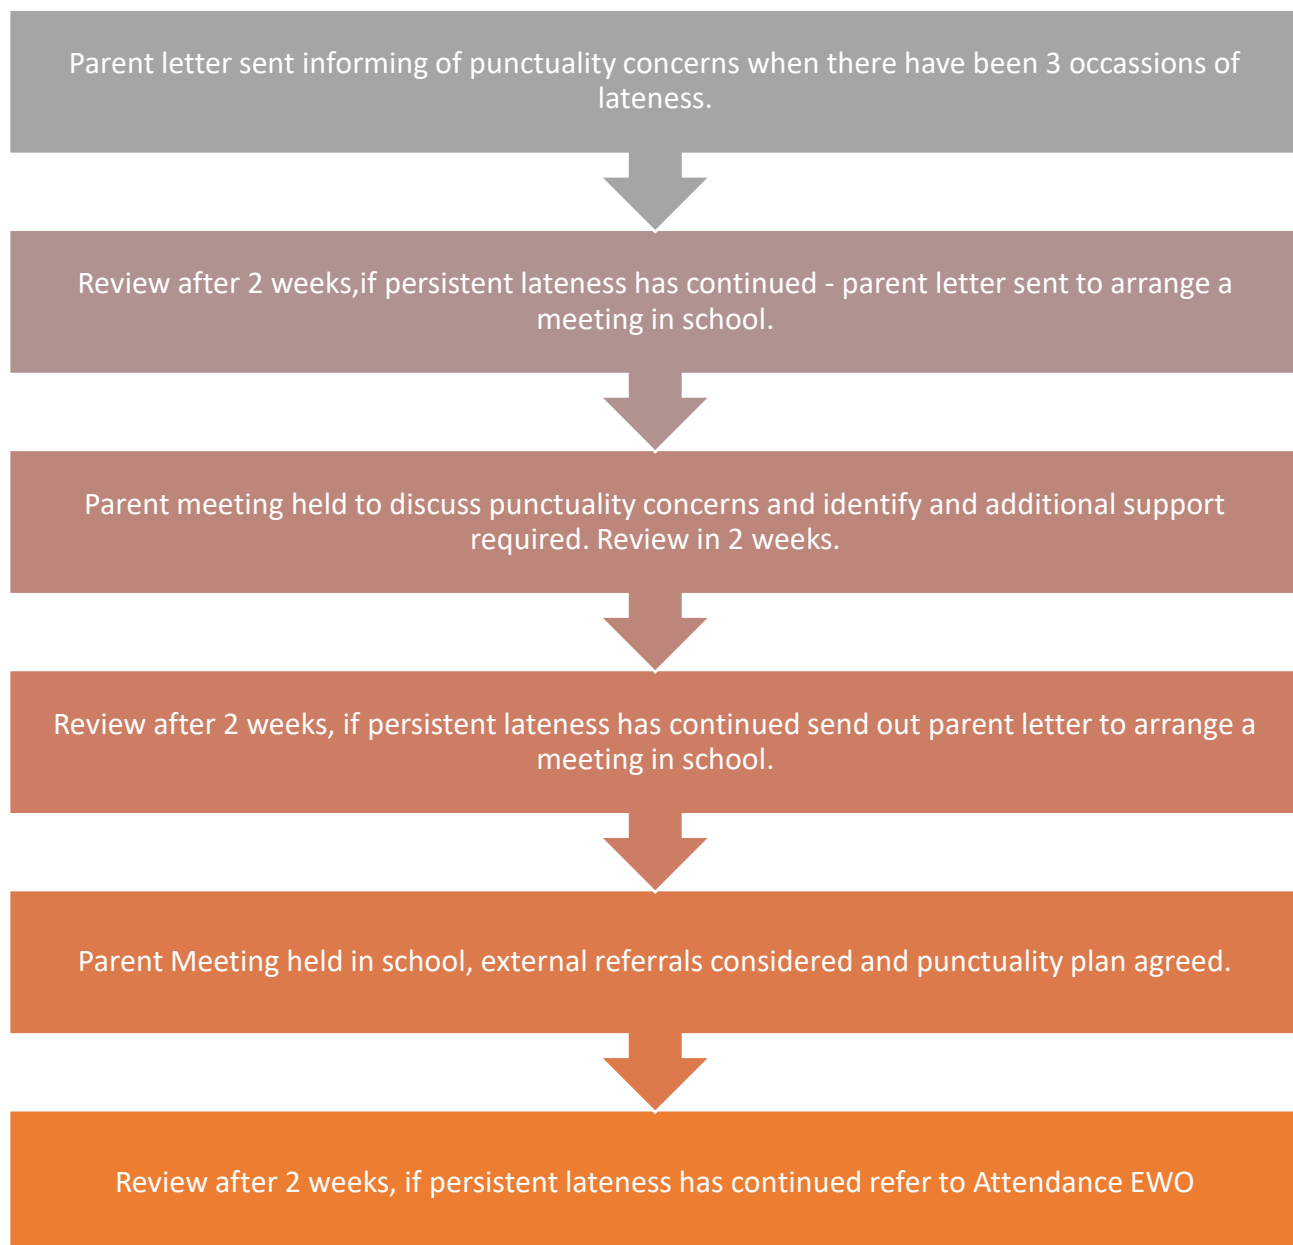 Parent letter sent informing of punctuality concerns when there have been 3 occassions of
lateness.
Review after 2 weeks,if persistent lateness has continued - parent letter sent to arrange a
meeting in school.
Parent meeting held to discuss punctuality concerns and identify and additional support
required. Review in 2 weeks.
Review after 2 weeks, if persistent lateness has continued send out parent letter to arrange a
meeting in school.
Parent Meeting held in school, external referrals considered and punctuality plan agreed.
Review after 2 weeks, if persistent lateness has continued refer to Attendance EWO